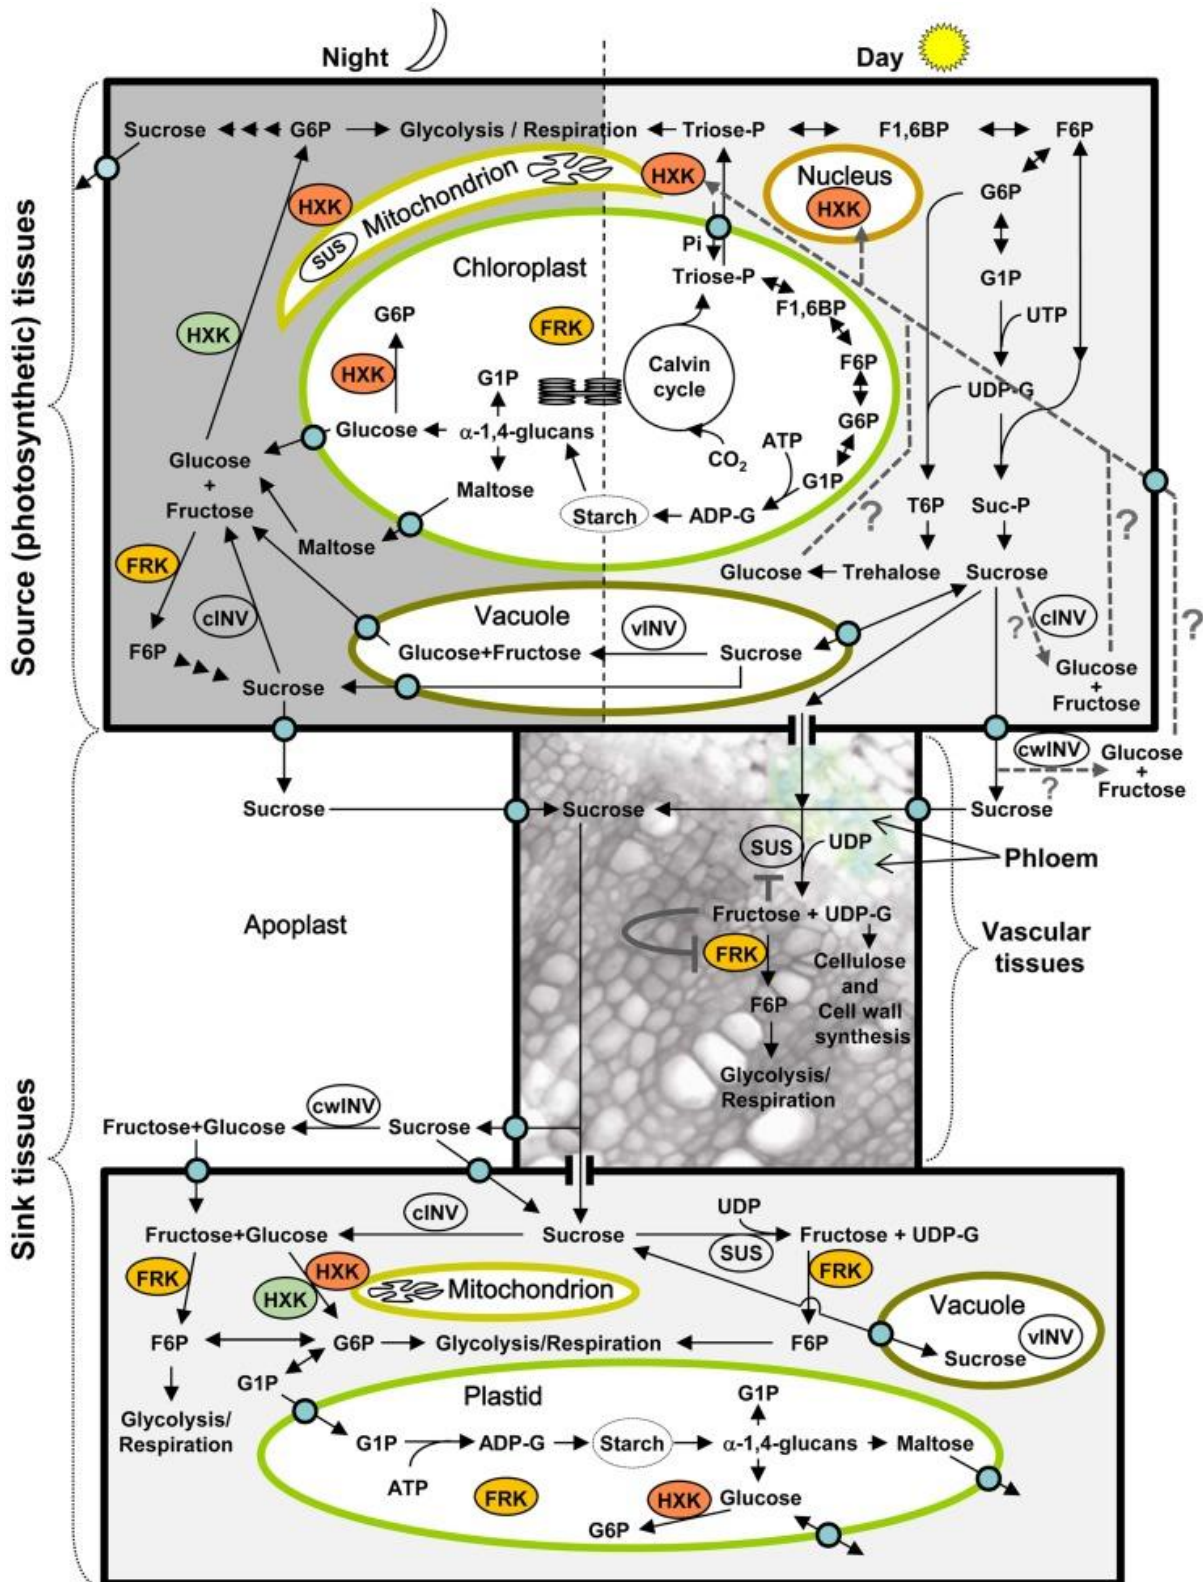 Night
Day
Source (photosynthetic) tissues
Sucrose
G6P
Glycolysis / Respiration
Triose-P
F1,6BP
F6P
HXK
Mitochondrion
SUS
HXK
Nucleus
HXK
G6P
G1P
UTP
UDP-G
T6P
Suc-P
Chloroplast
Pi
Triose-P
F1,6BP
F6P
G6P
G1P
ATP
ADP-G
Starch
Calvin
cycle
CO2
FRK
G6P
HXK
G1P
Glucose
α-1,4-glucans
Maltose
HXK
Glucose
+
Fructose
Maltose
FRK
F6P
cINV
Sucrose
Vacuole
Glucose+Fructose
vINV
Sucrose
Glucose
Trehalose
Sucrose
?
?
?
?
cINV
Glucose
+
Fructose
cwINV
?
Glucose
+
Fructose
Sucrose
Sucrose
Sucrose
SUS
UDP
Phloem
Apoplast
Fructose + UDP-G
FRK
F6P
Cellulose
and
Cell wall
synthesis
Glycolysis/
Respiration
Vascular
tissues
Sink tissues
Fructose+Glucose
cwINV
Sucrose
Fructose+Glucose
cINV
Sucrose
UDP
SUS
Fructose + UDP-G
FRK
HXK
HXK
Mitochondrion
FRK
Vacuole
vINV
Sucrose
F6P
G6P
Glycolysis/Respiration
F6P
G1P
Glycolysis/
Respiration
Plastid
G1P
G1P
ATP
ADP-G
Starch
α-1,4-glucans
Maltose
FRK
HXK
Glucose
G6P